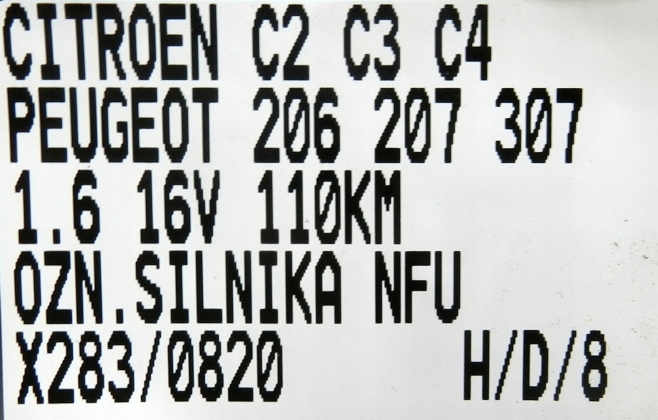 CITROEN C2 C3 C4
PEUGEOT 206 207 307
1.6 16V 110KM
OZN.SILNIKA NFU
X283/0820 H/D/8